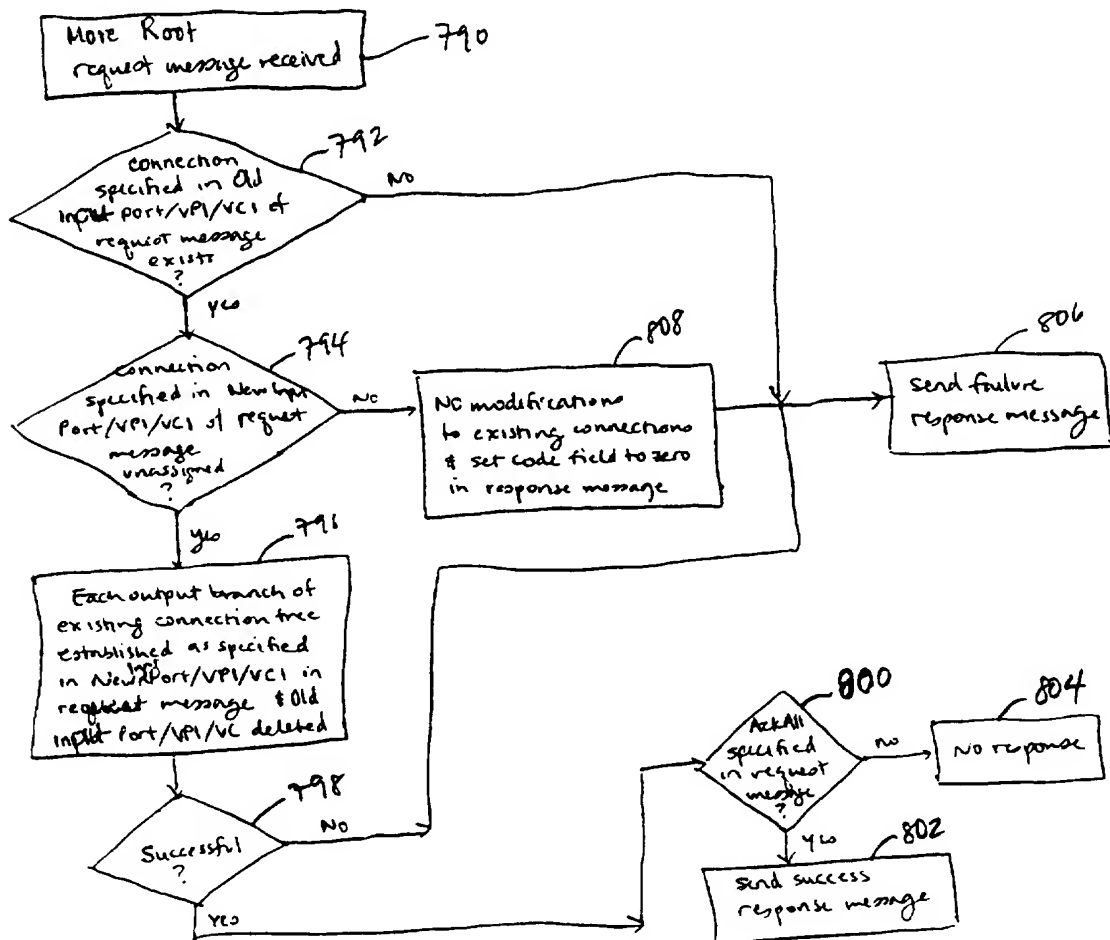 Move Root
request message received
790
connection
specified in Old
Input Port/VPI/VCI of
request message
exists
?
792
No
yes
connection
specified in New Inpt
Port/VPI/VCI of request
message
unassigned
?
794
No
yes
No modifications
to existing connections
& set code field to zero
in response message
808
send failure
response message
806
Each output branch of
existing connection tree
established as specified
in New Input Port/VPI/VCI in
request message & Old
Input Port/VPI/VC deleted
796
Successful
?
798
No
Yes
AckAll
specified
in request
message
?
800
no
yes
No response
804
send success
response message
802